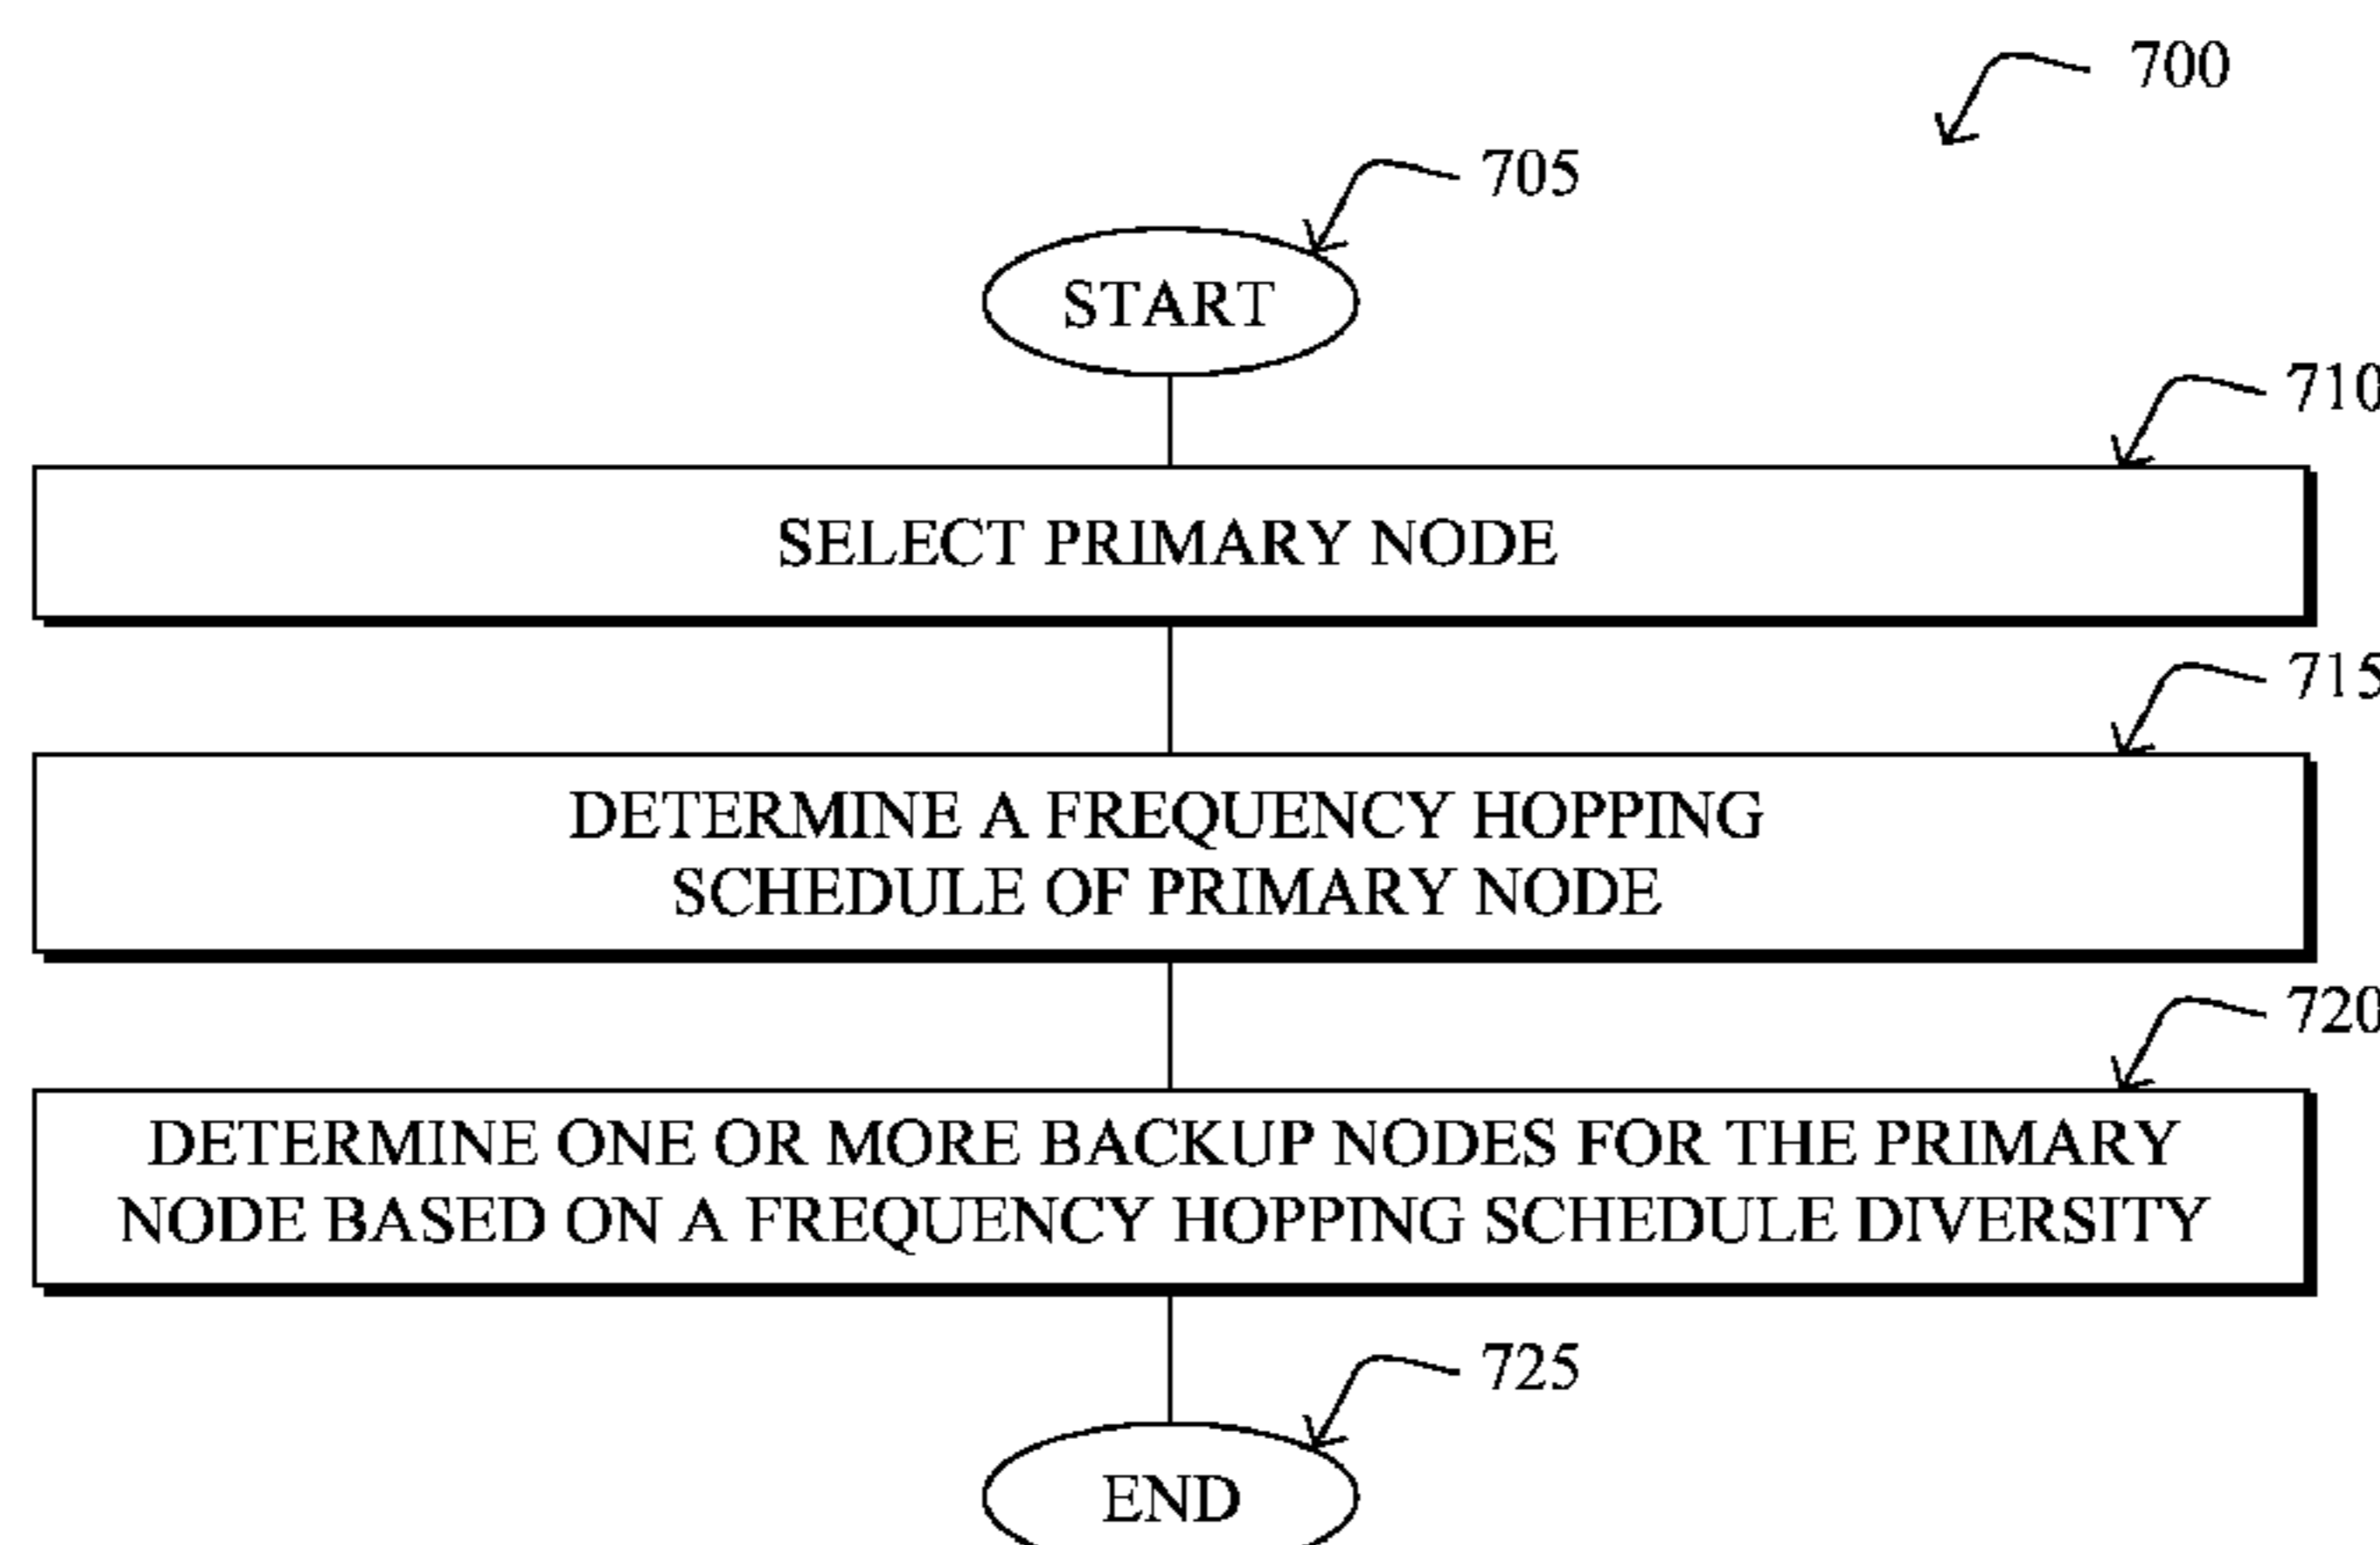 700
705
START
710
SELECT PRIMARY NODE
715
DETERMINE A FREQUENCY HOPPING
SCHEDULE OF PRIMARY NODE
720
DETERMINE ONE OR MORE BACKUP NODES FOR THE PRIMARY
NODE BASED ON A FREQUENCY HOPPING SCHEDULE DIVERSITY
725
END